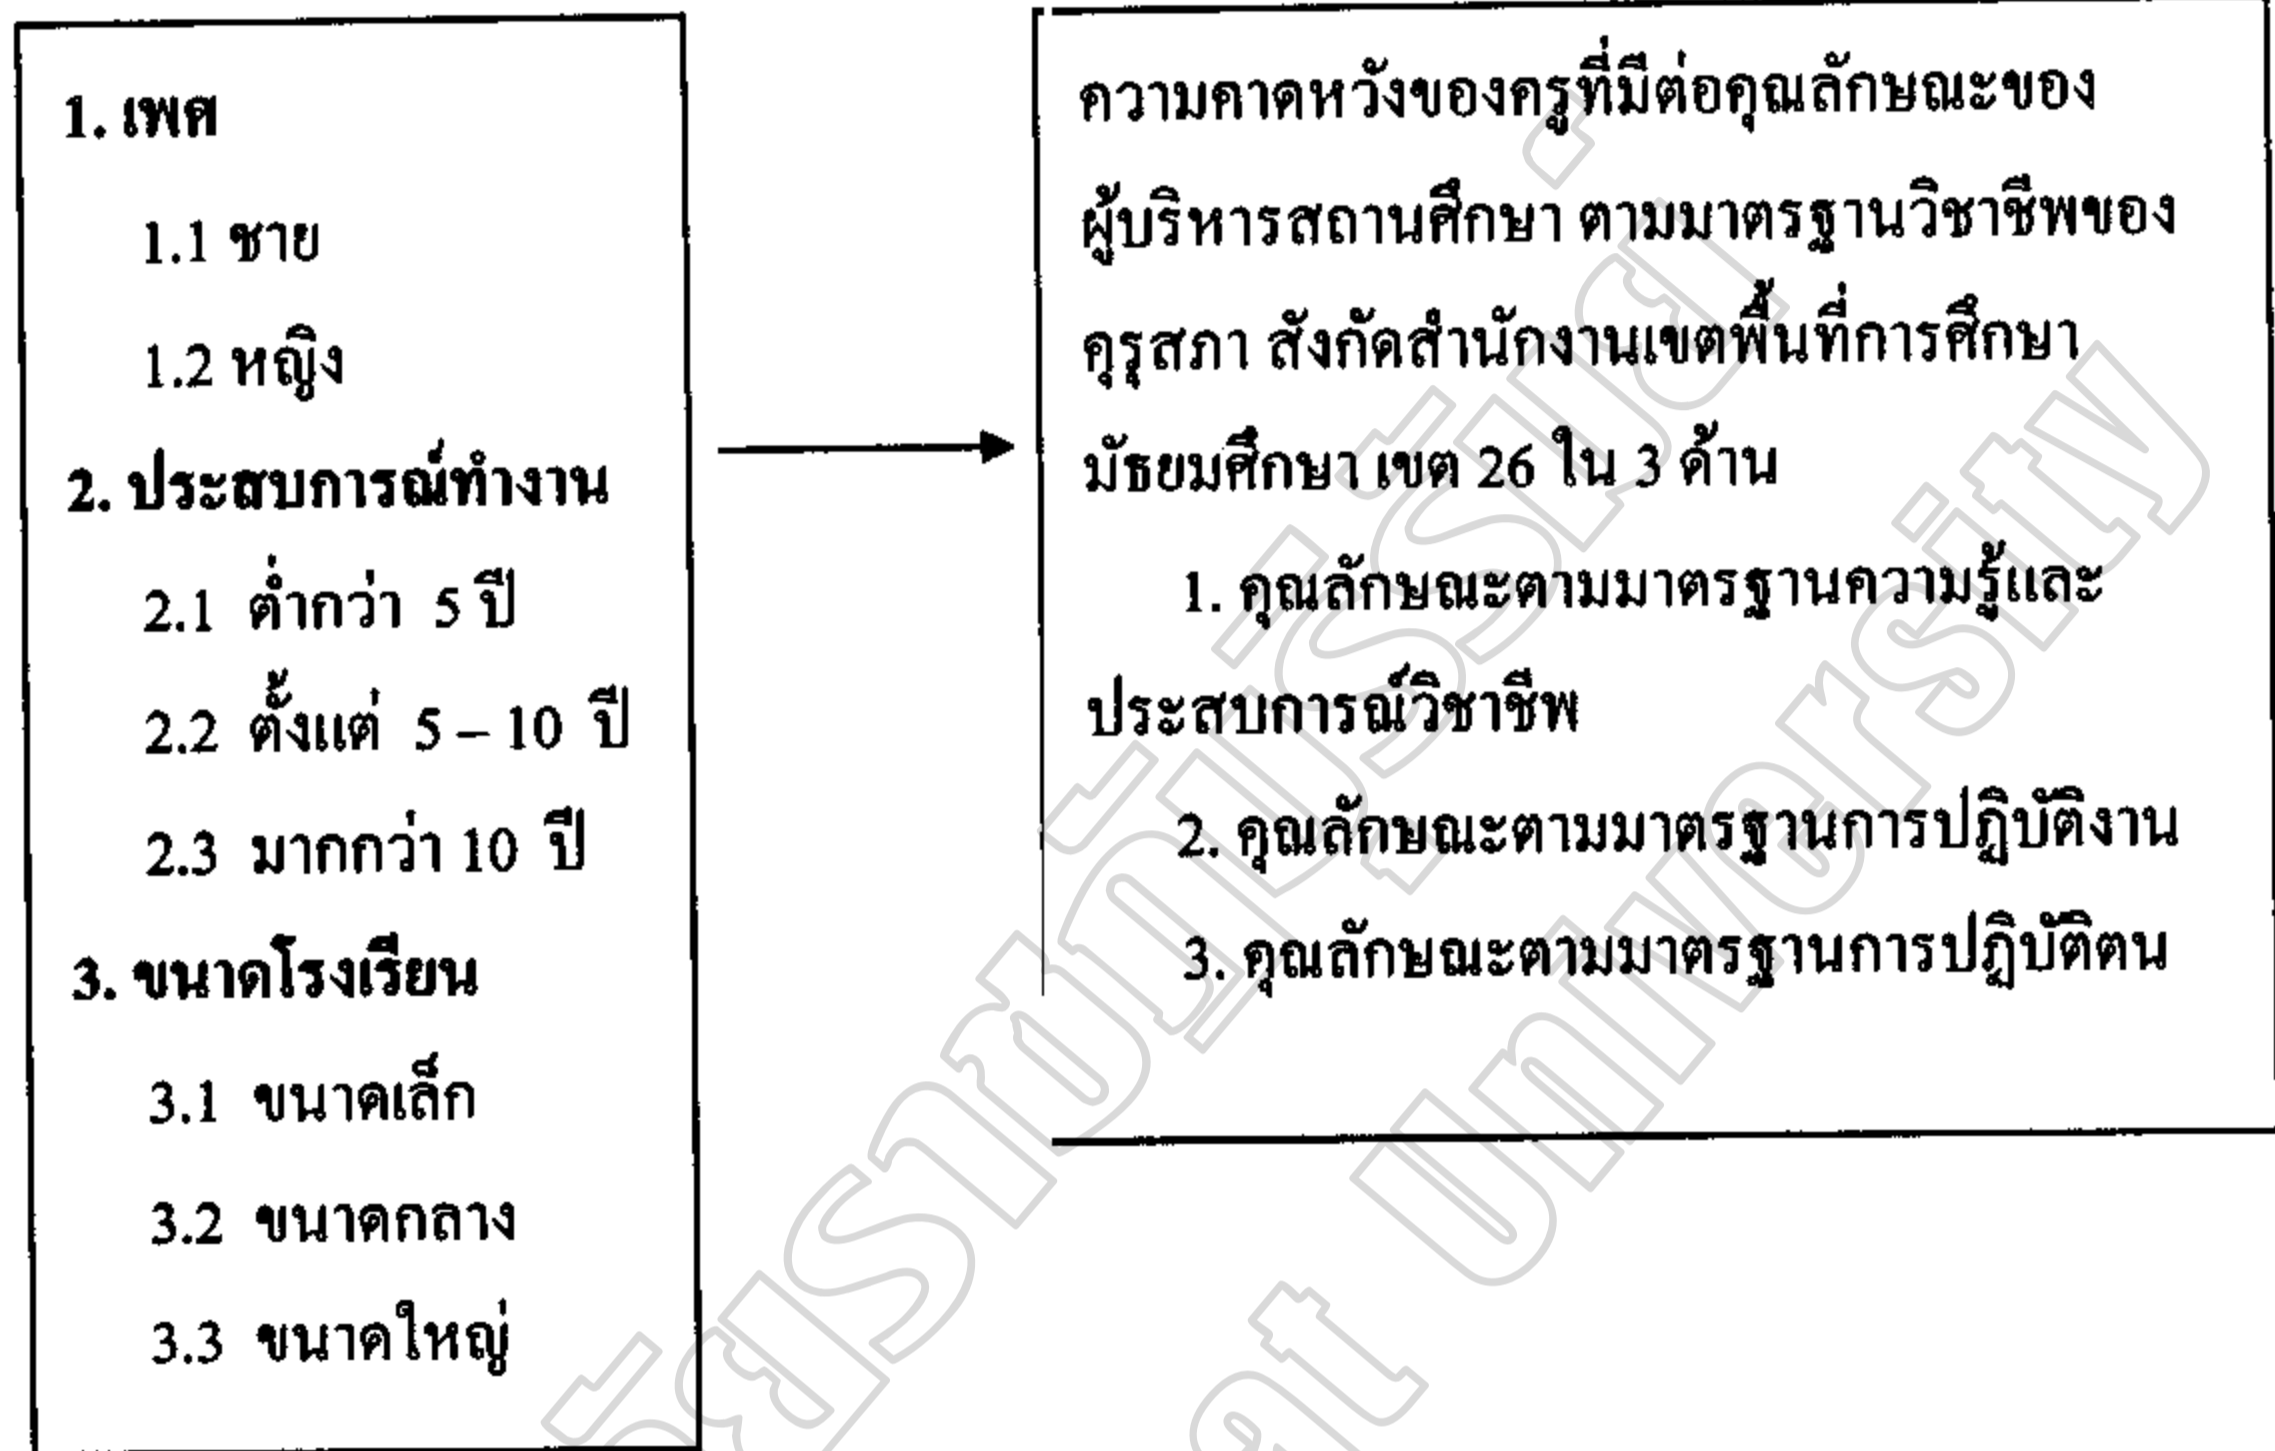 1. เพศ
1.1 ชาย
1.2 หญิง
2. ประสบการณ์ทำงาน
2.1 ต่ำกว่า 5 ปี
2.2 ตั้งแต่ 5 – 10 ปี
2.3 มากกว่า 10 ปี
3. ขนาดโรงเรียน
3.1 ขนาดเล็ก
3.2 ขนาดกลาง
3.3 ขนาดใหญ่
ความคาดหวังของครูที่มีต่อคุณลักษณะของ
ผู้บริหารสถานศึกษา ตามมาตรฐานวิชาชีพของ
คุรุสภา สังกัดสำนักงานเขตพื้นที่การศึกษา
มัธยมศึกษา เขต 26 ใน 3 ด้าน
1. คุณลักษณะตามมาตรฐานความรู้และ
ประสบการณ์วิชาชีพ
2. คุณลักษณะตามมาตรฐานการปฏิบัติงาน
3. คุณลักษณะตามมาตรฐานการปฏิบัติตน
University